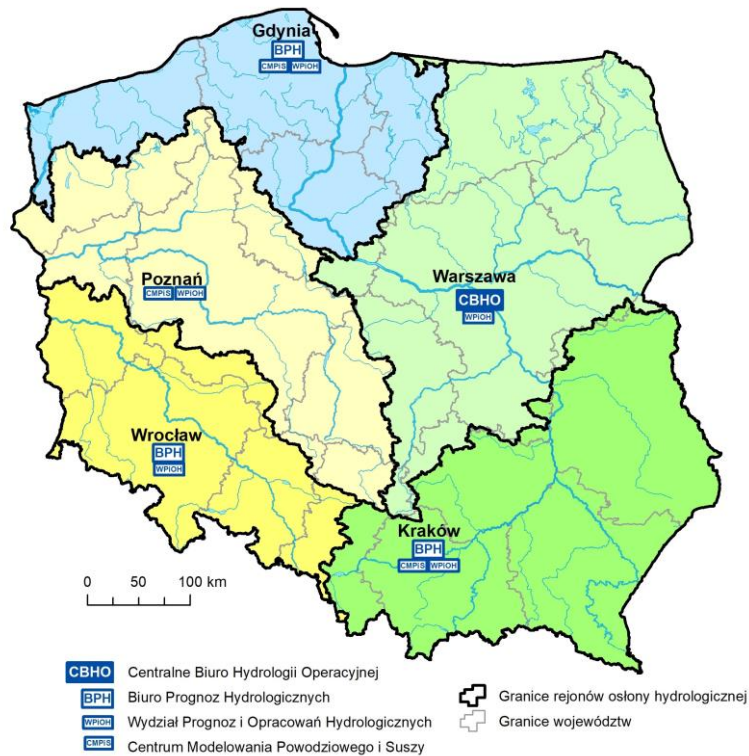 Gdynia
BPH
CMPiS WPiOH
Poznań
CMPiS WPiOH
Warszawa
CBHO
WPiOH
Wrocław
BPH
WPiOH
Kraków
BPH
CMPiS WPiOH
0 50 100 km
CBHO Centralne Biuro Hydrologii Operacyjnej
BPH Biuro Prognoz Hydrologicznych
WPiOH Wydział Prognoz i Opracowań Hydrologicznych
CMPiS Centrum Modelowania Powodziowego i Suszy
Granice rejonów osłony hydrologicznej
Granice województw